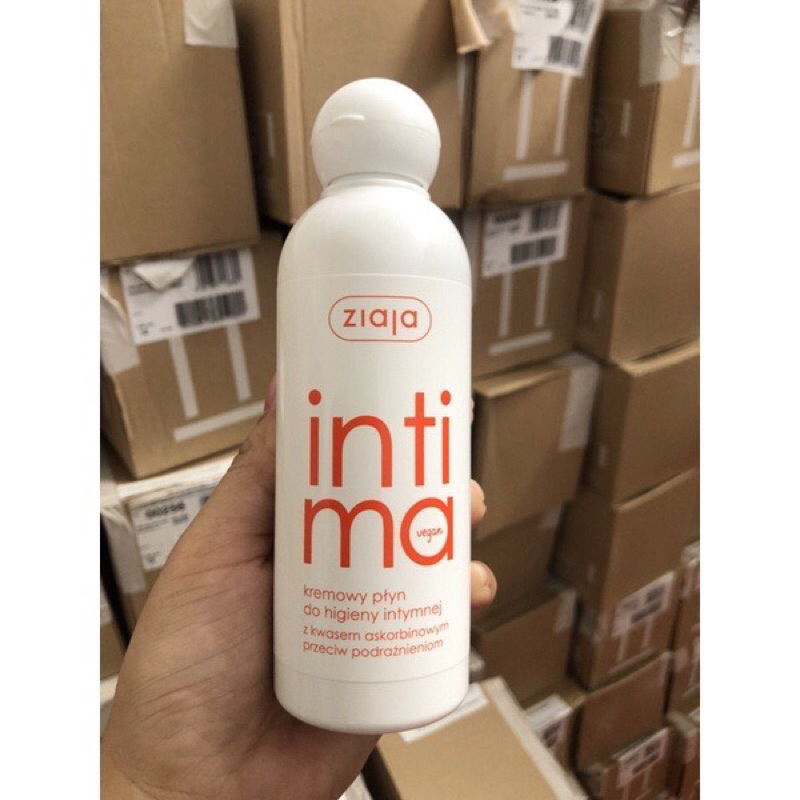 ziaja
inti
ma
vegan
kremowy płyn
do higieny intymnej
z kwasem askorbinowym
przeciw podrażnieniom